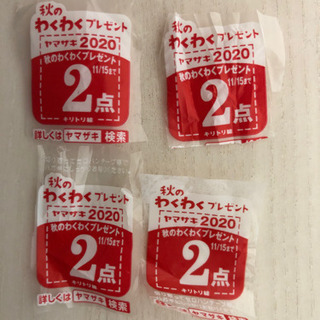 秋の
わくわくプレゼント
ヤマザキ2020
秋のわくわくプレゼント
11/15まで
2点
キリトリ線
詳しくは ヤマザキ 検索
秋の
わくわくプレゼント
ヤマザキ2020
秋のわくわくプレゼント
11/15まで
2点
キリトリ線
秋の
わくわくプレゼント
ヤマザキ2020
秋のわくわくプレゼント
11/15まで
2点
キリトリ線
詳しくは ヤマザキ 検索
秋の
わくわくプレゼント
ヤマザキ2020
秋のわくわくプレゼント
11/15まで
2点
キリトリ線